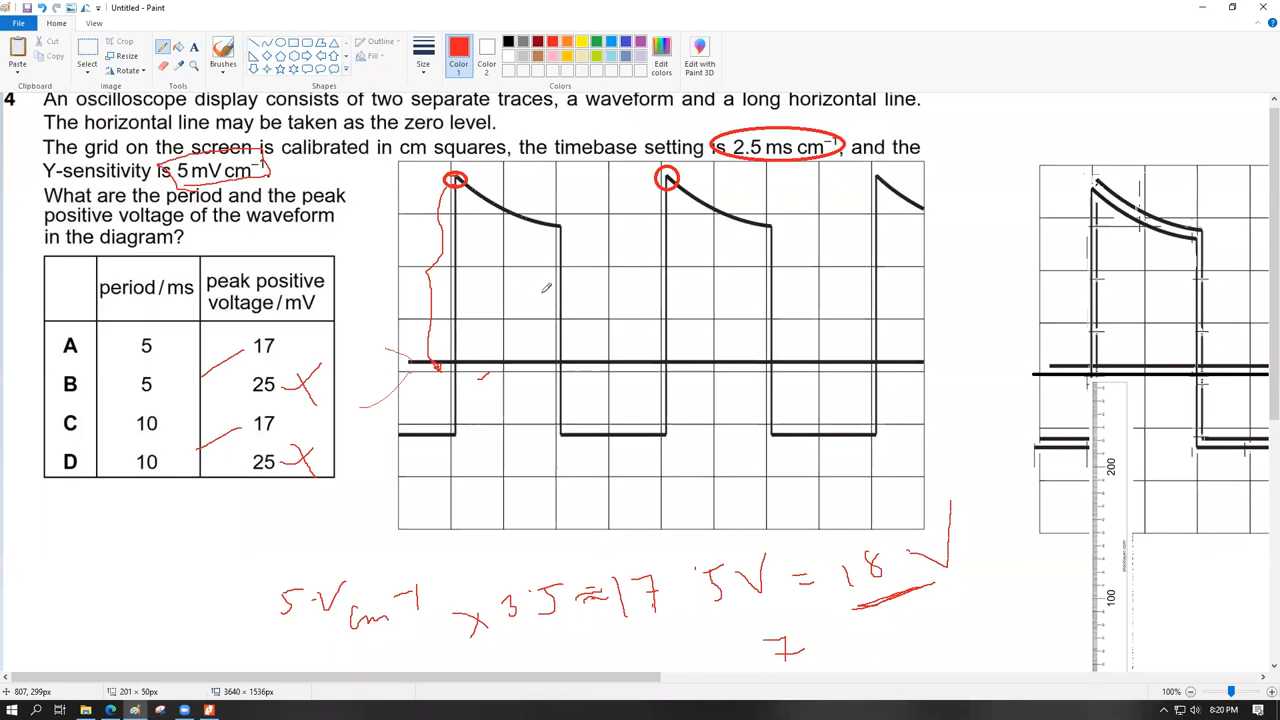 Untitled - Paint
File
Home
View
Paste
Cut
Copy
Clipboard
Select
Crop
Resize
Rotate
Image
Tools
Brushes
Outline
Fill
Shapes
Size
Color 1
Color 2
Edit colors
Edit with Paint 3D
Colors
4 An oscilloscope display consists of two separate traces, a waveform and a long horizontal line.
The horizontal line may be taken as the zero level.
The grid on the screen is calibrated in cm squares, the timebase setting is 2.5 ms cm⁻¹, and the
Y-sensitivity is 5 mV cm⁻¹
What are the period and the peak
positive voltage of the waveform
in the diagram?
period / ms peak positive voltage / mV
A 5 17
B 5 25
C 10 17
D 10 25
200
100
5 V cm⁻¹ × 3.5 ≈ 17.5 V = 18
7
807, 299px
201 × 50px
3640 × 1536px
100%
8:20 PM